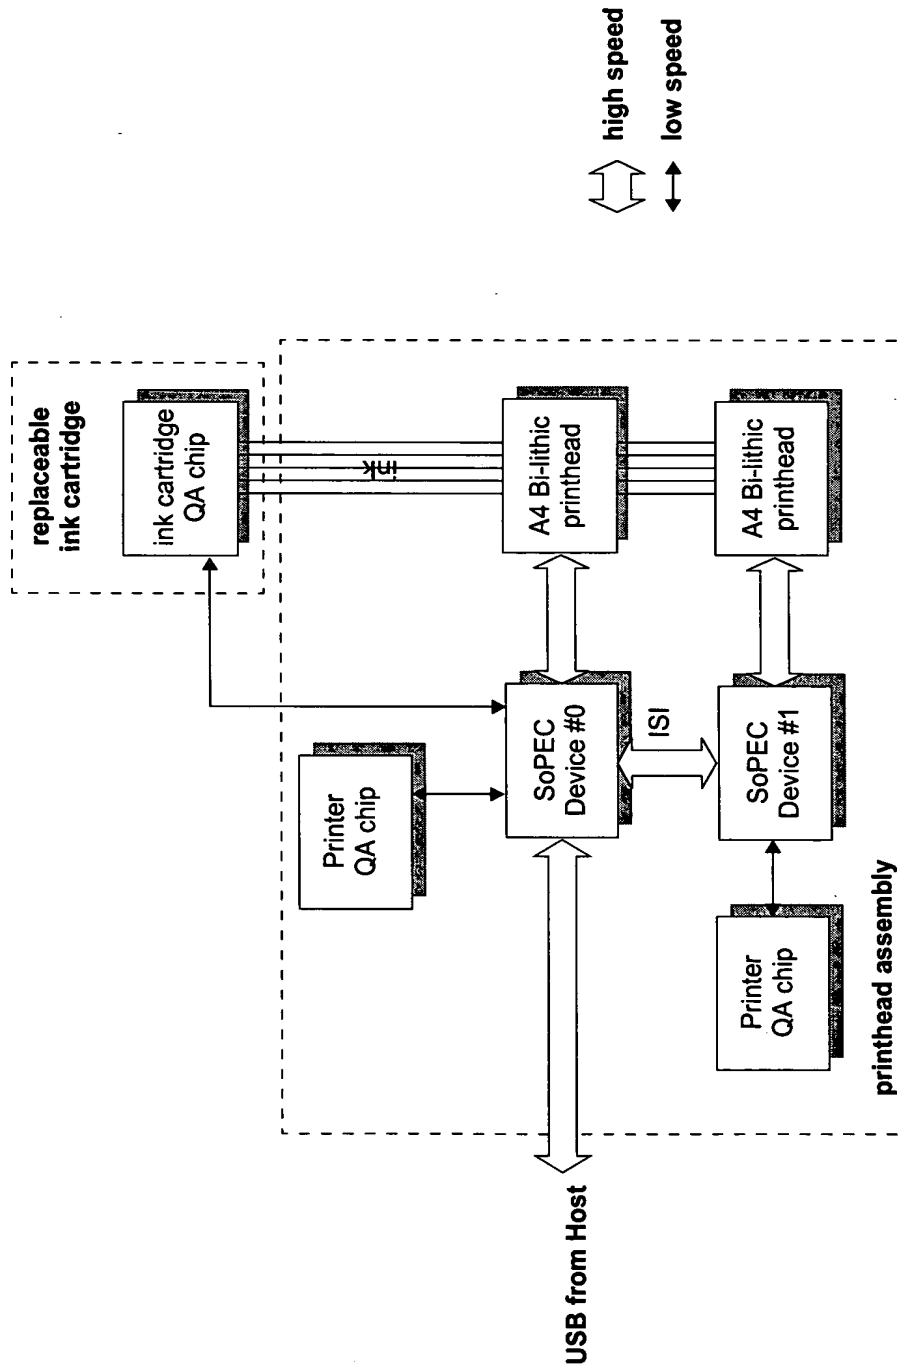 replaceable
ink cartridge
ink cartridge
QA chip
ink
Printer
QA chip
USB from Host
SoPEC
Device #0
A4 Bi-lithic
printhead
ISI
SoPEC
Device #1
A4 Bi-lithic
printhead
Printer
QA chip
printhead assembly
high speed
low speed